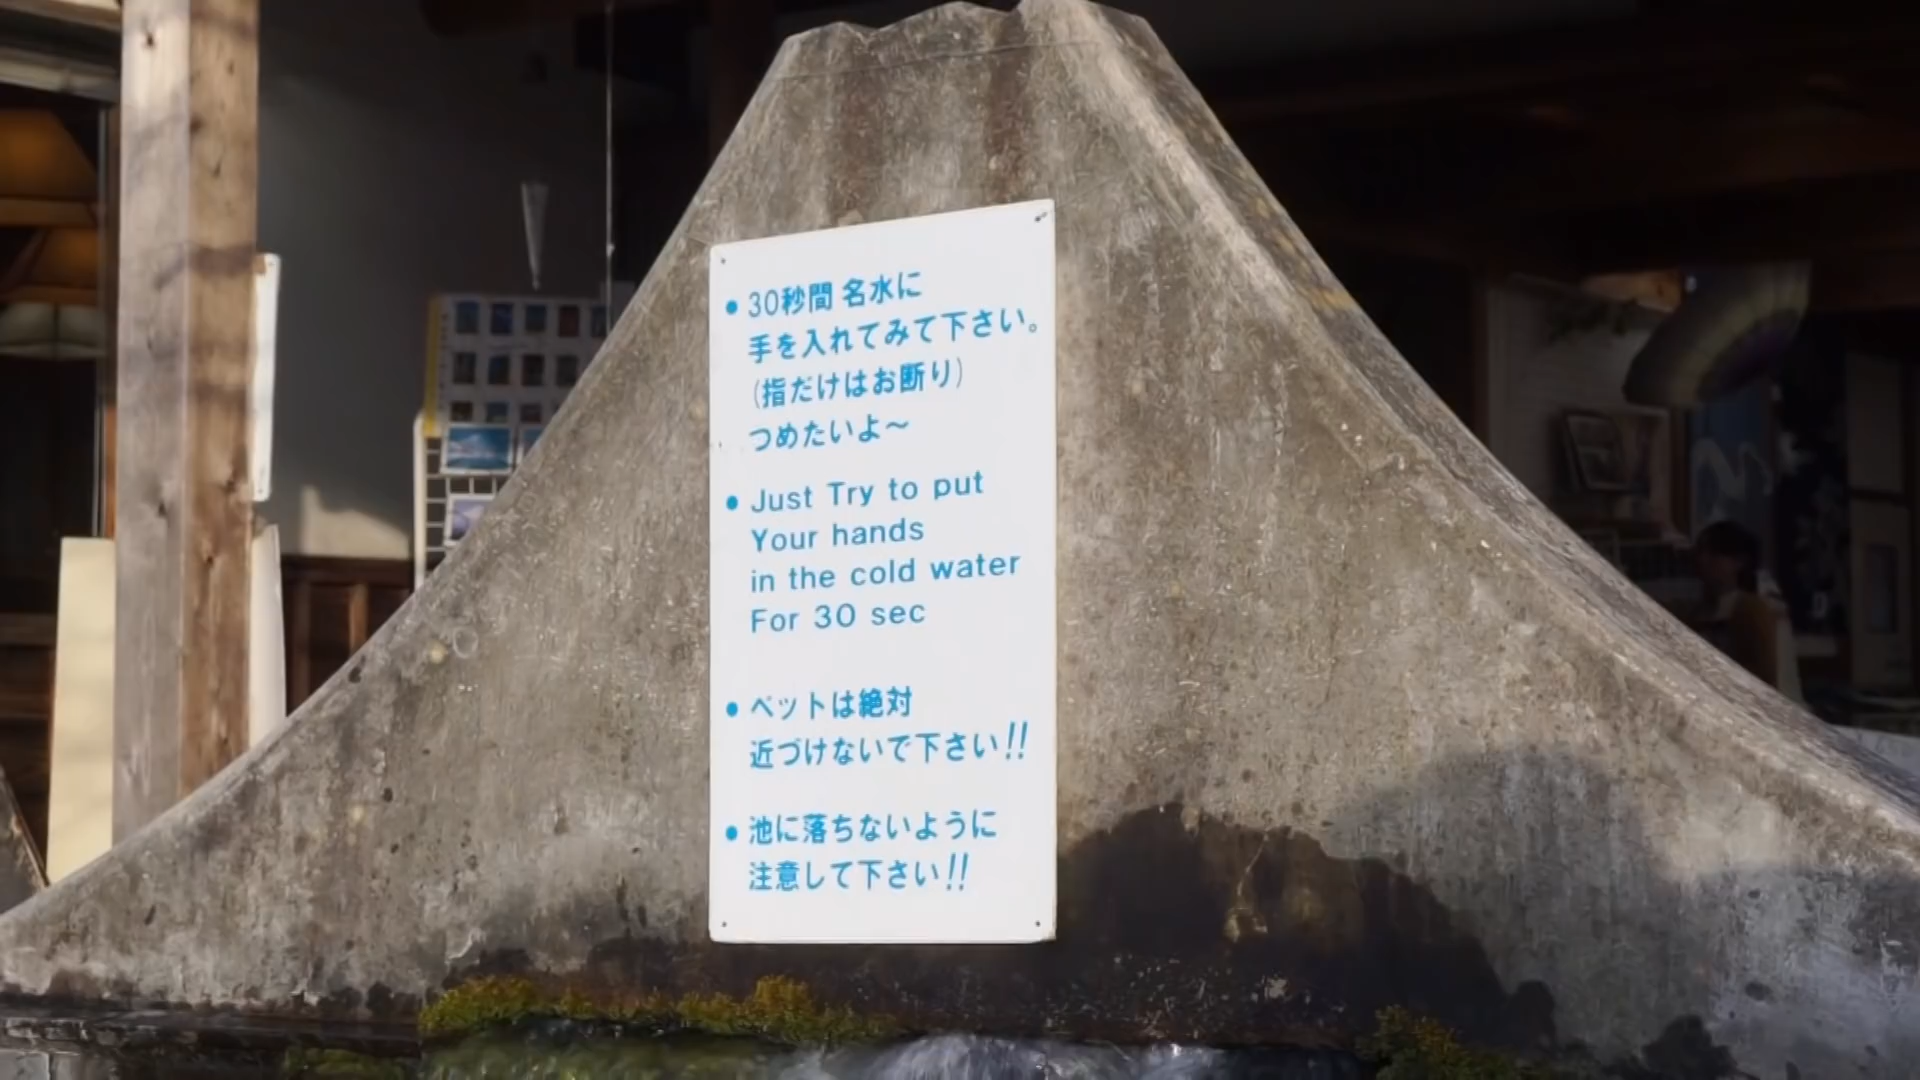 ● 30秒間 名水に
手を入れてみて下さい。
(指だけはお断り)
つめたいよ～
● Just Try to put
Your hands
in the cold water
For 30 sec
● ペットは絶対
近づけないで下さい!!
● 池に落ちないように
注意して下さい!!